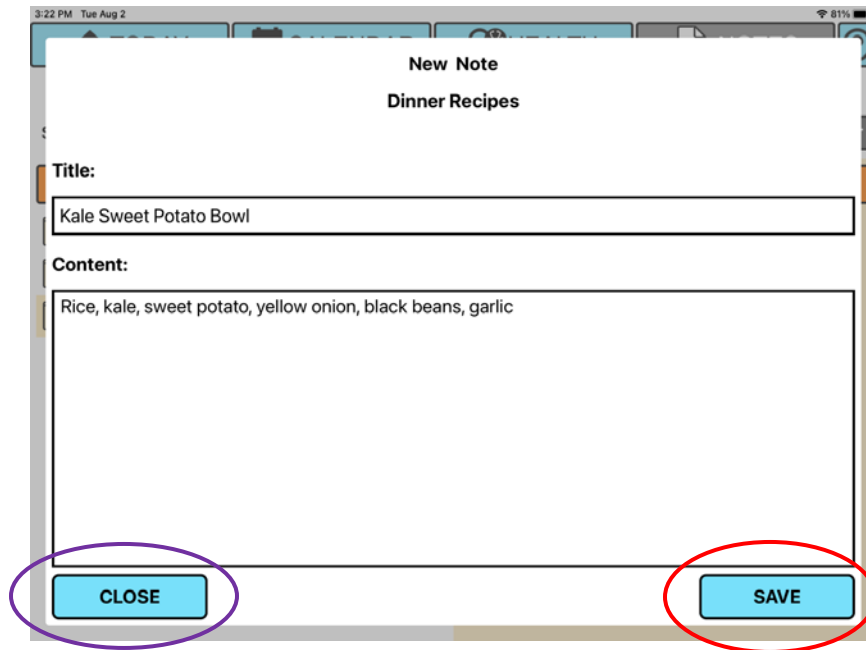 3:22 PM Tue Aug 2
81%
New Note
Dinner Recipes
Title:
Kale Sweet Potato Bowl
Content:
Rice, kale, sweet potato, yellow onion, black beans, garlic
CLOSE
SAVE